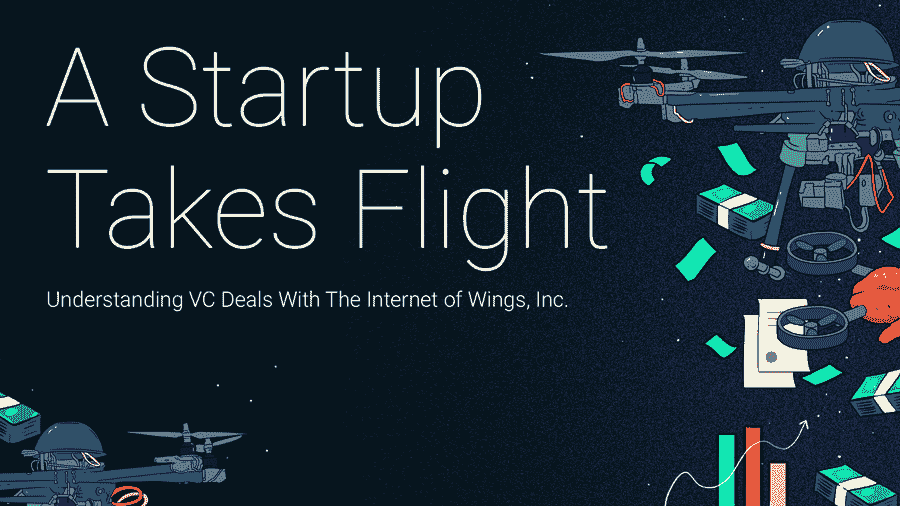 A Startup
Takes Flight
Understanding VC Deals With The Internet of Wings, Inc.